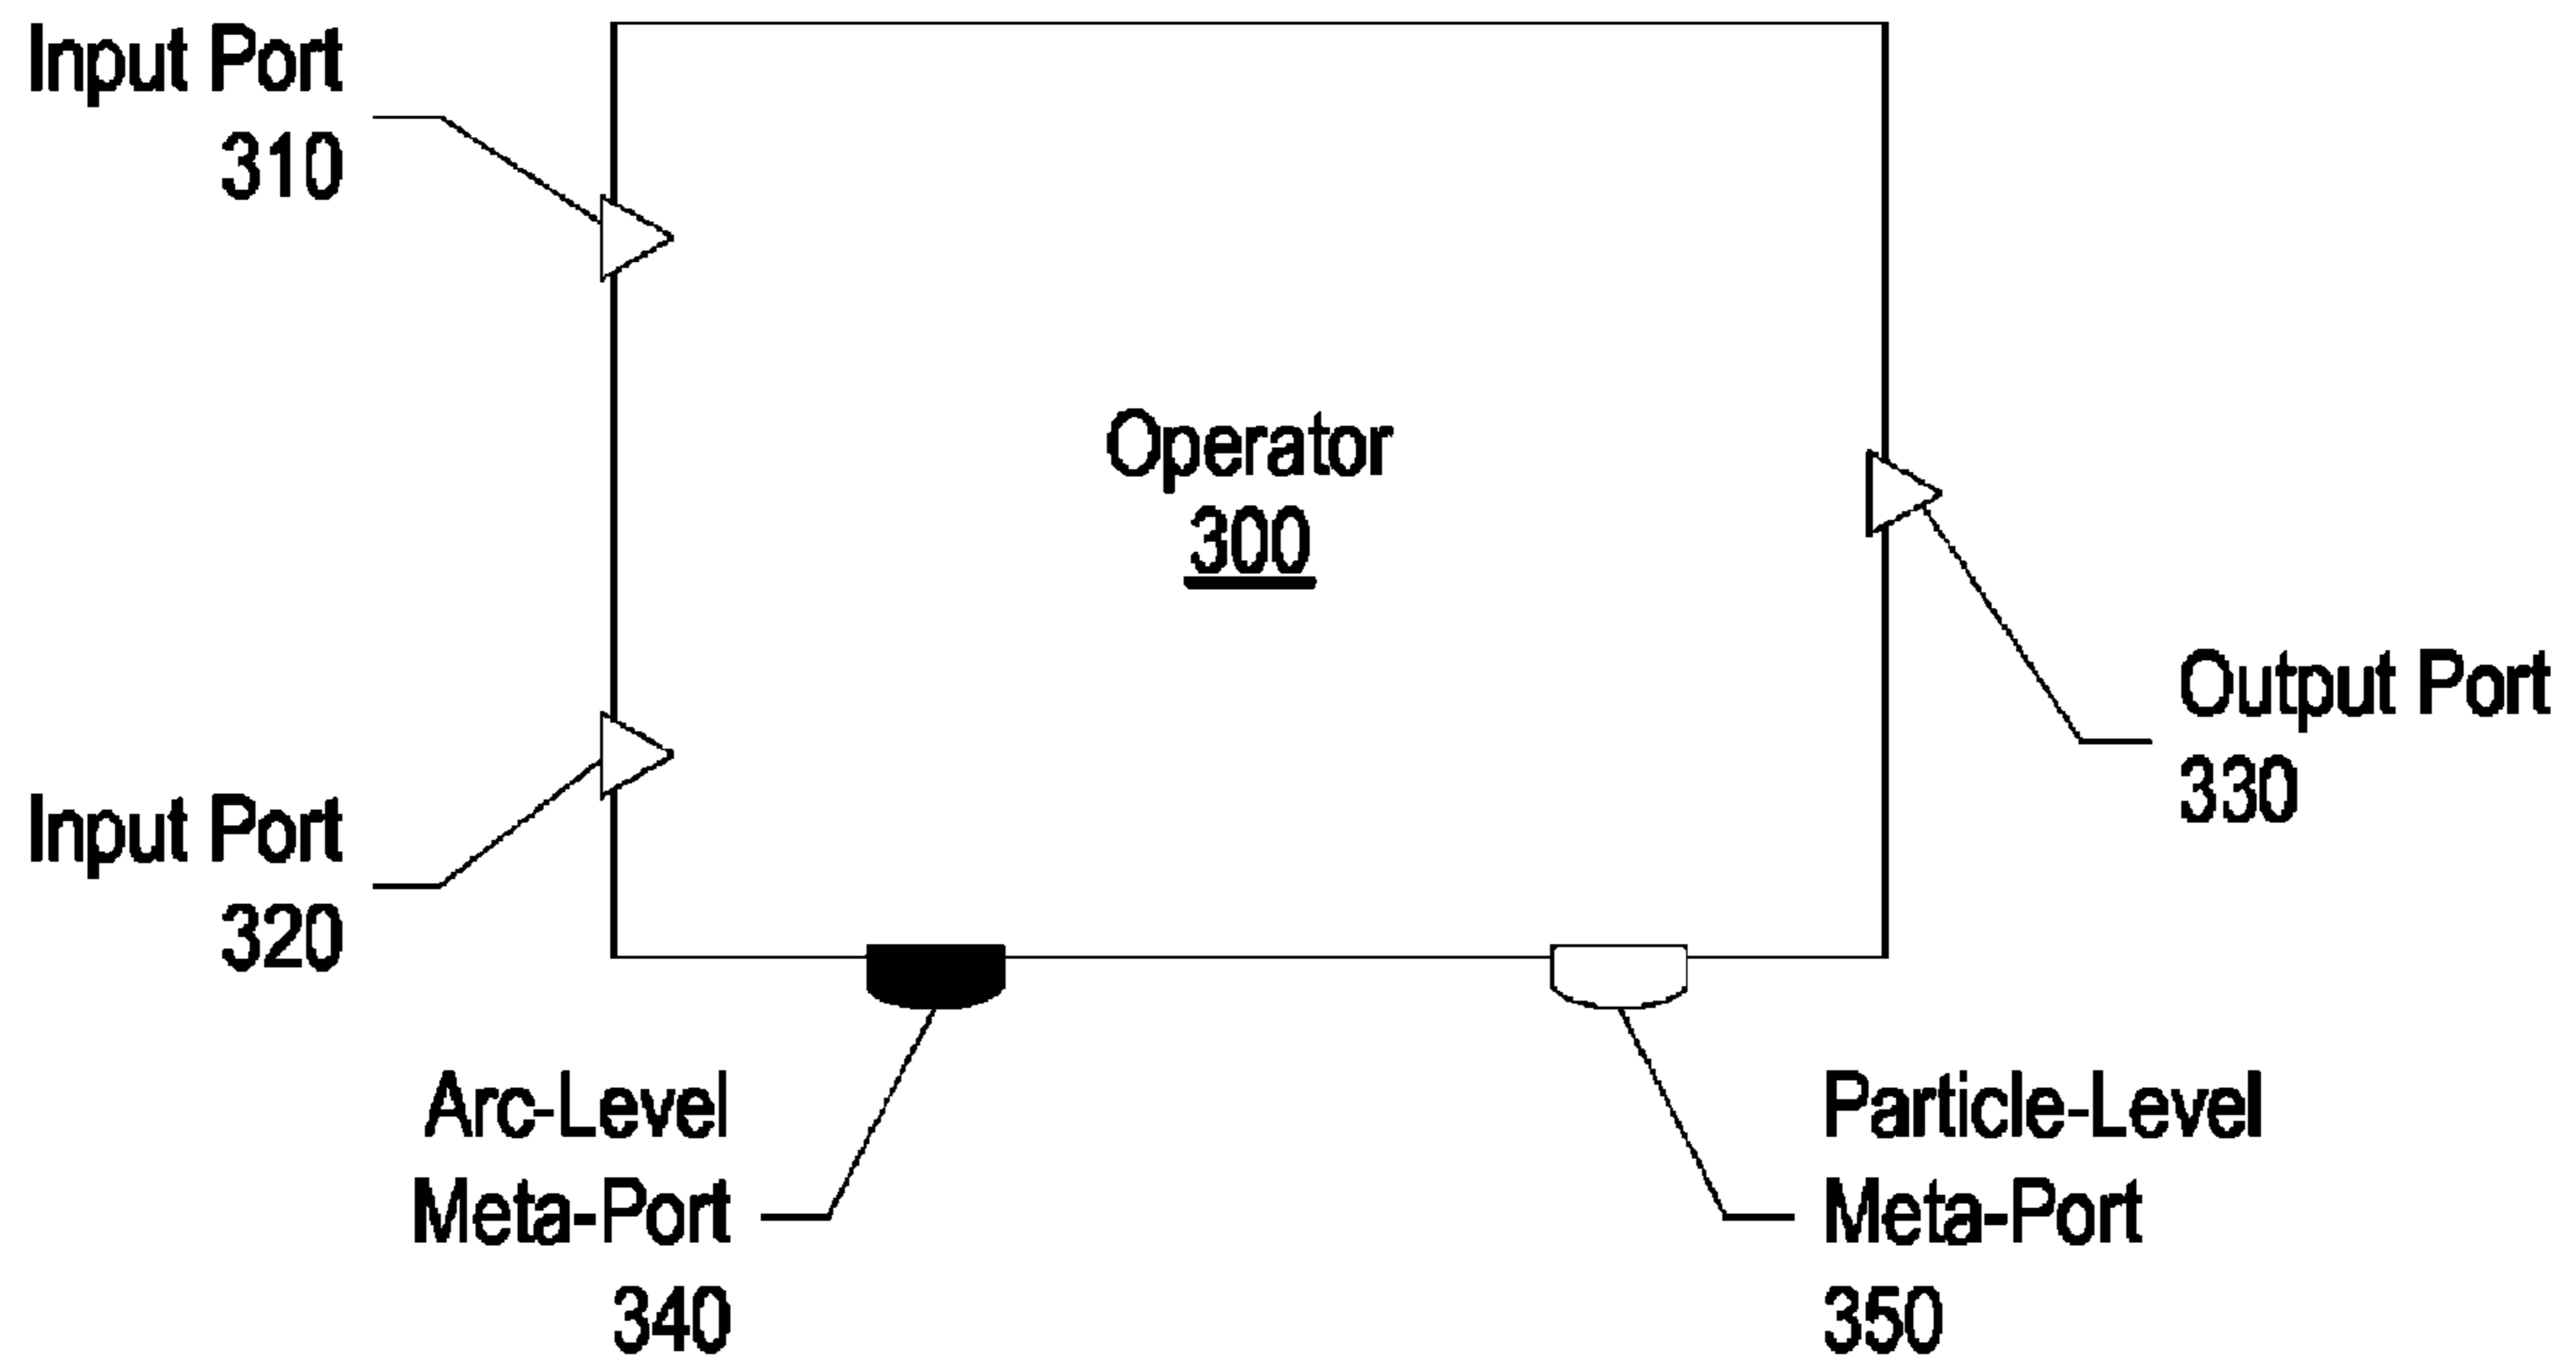 Input Port
310
Operator
300
Output Port
330
Input Port
320
Arc-Level
Meta-Port
340
Particle-Level
Meta-Port
350